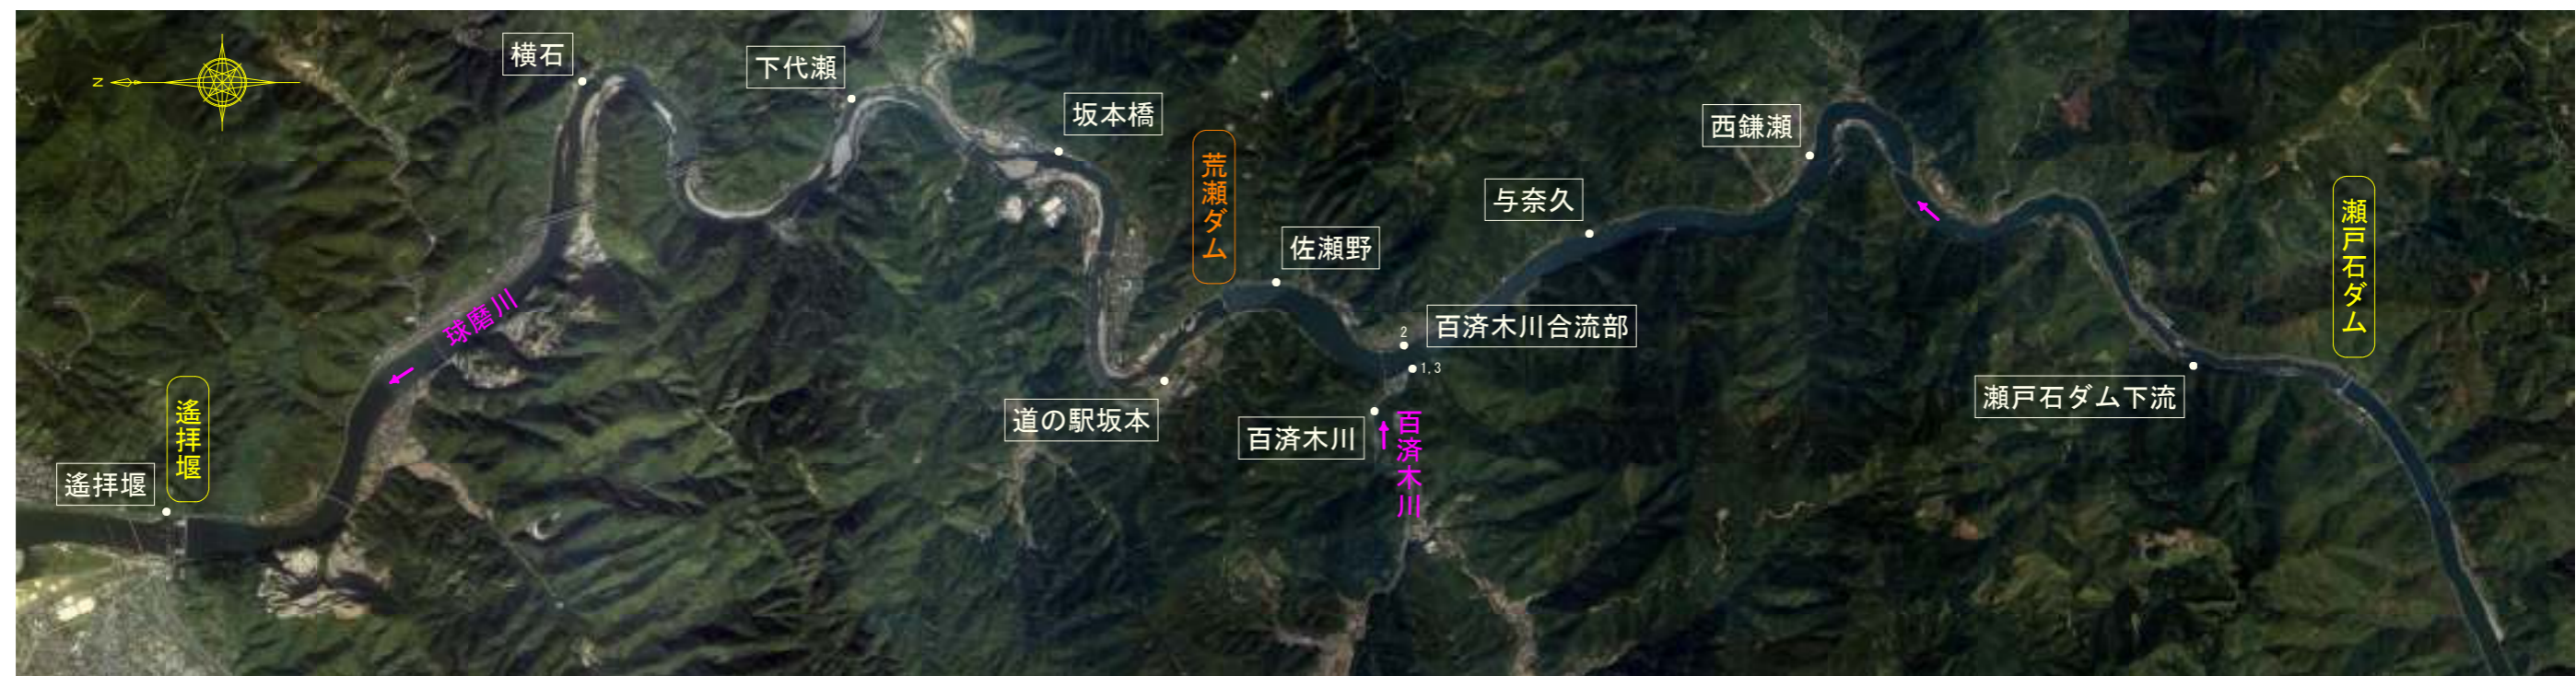 N
横石
下代瀬
坂本橋
荒瀬ダム
佐瀬野
与奈久
西鎌瀬
瀬戸石ダム
球磨川
2
百済木川合流部
1,3
瀬戸石ダム下流
遙拝堰
遙拝堰
道の駅坂本
百済木川
百済木川